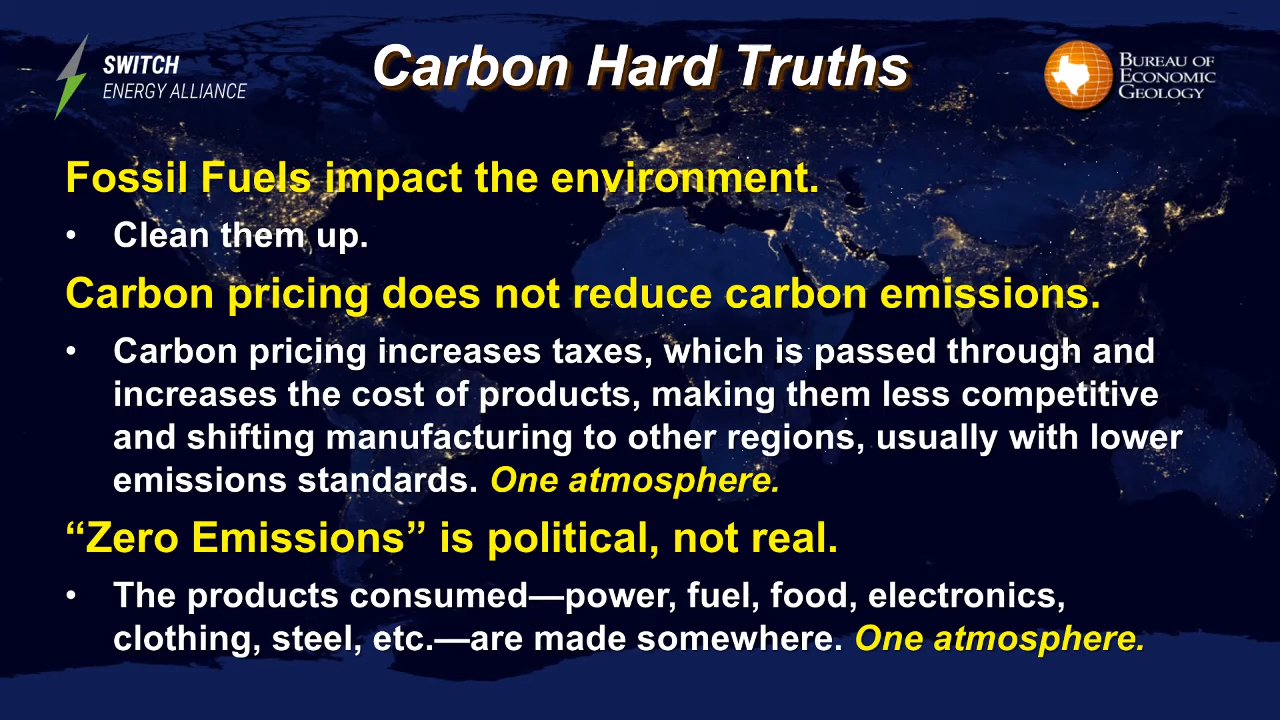 SWITCH
ENERGY ALLIANCE
Carbon Hard Truths
BUREAU OF
ECONOMIC
GEOLOGY
Fossil Fuels impact the environment.
• Clean them up.
Carbon pricing does not reduce carbon emissions.
• Carbon pricing increases taxes, which is passed through and
increases the cost of products, making them less competitive
and shifting manufacturing to other regions, usually with lower
emissions standards. One atmosphere.
“Zero Emissions” is political, not real.
• The products consumed—power, fuel, food, electronics,
clothing, steel, etc.—are made somewhere. One atmosphere.